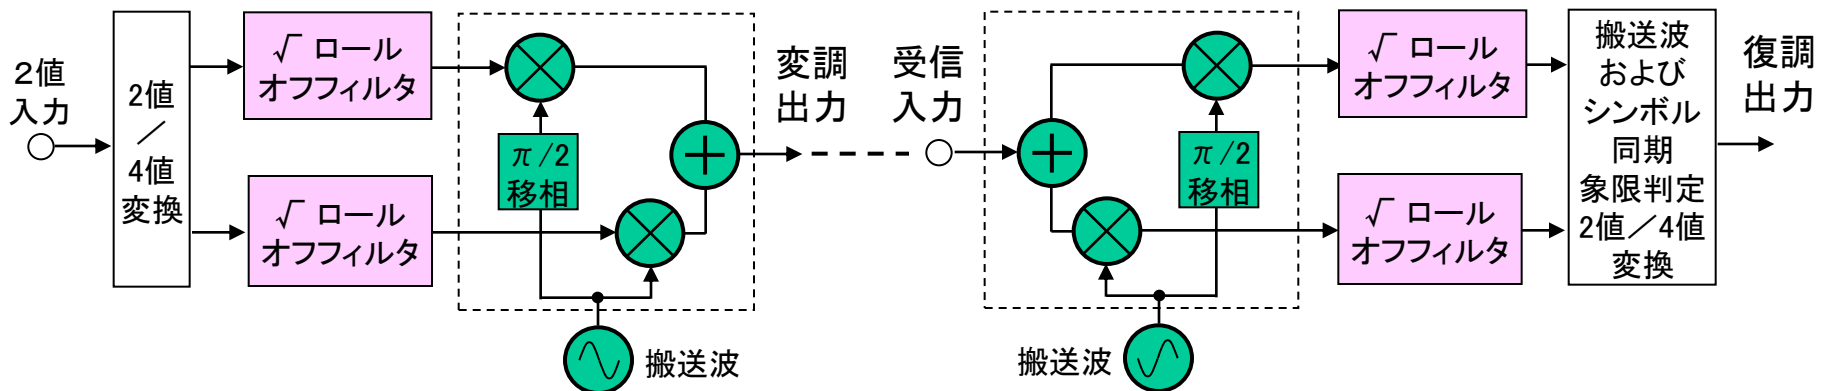 2値
入力
2値
／
4値
変換
√ ロール
オフフィルタ
√ ロール
オフフィルタ
π/2
移相
搬送波
変調
出力
受信
入力
π/2
移相
搬送波
√ ロール
オフフィルタ
√ ロール
オフフィルタ
搬送波
および
シンボル
同期
象限判定
2値／4値
変換
復調
出力